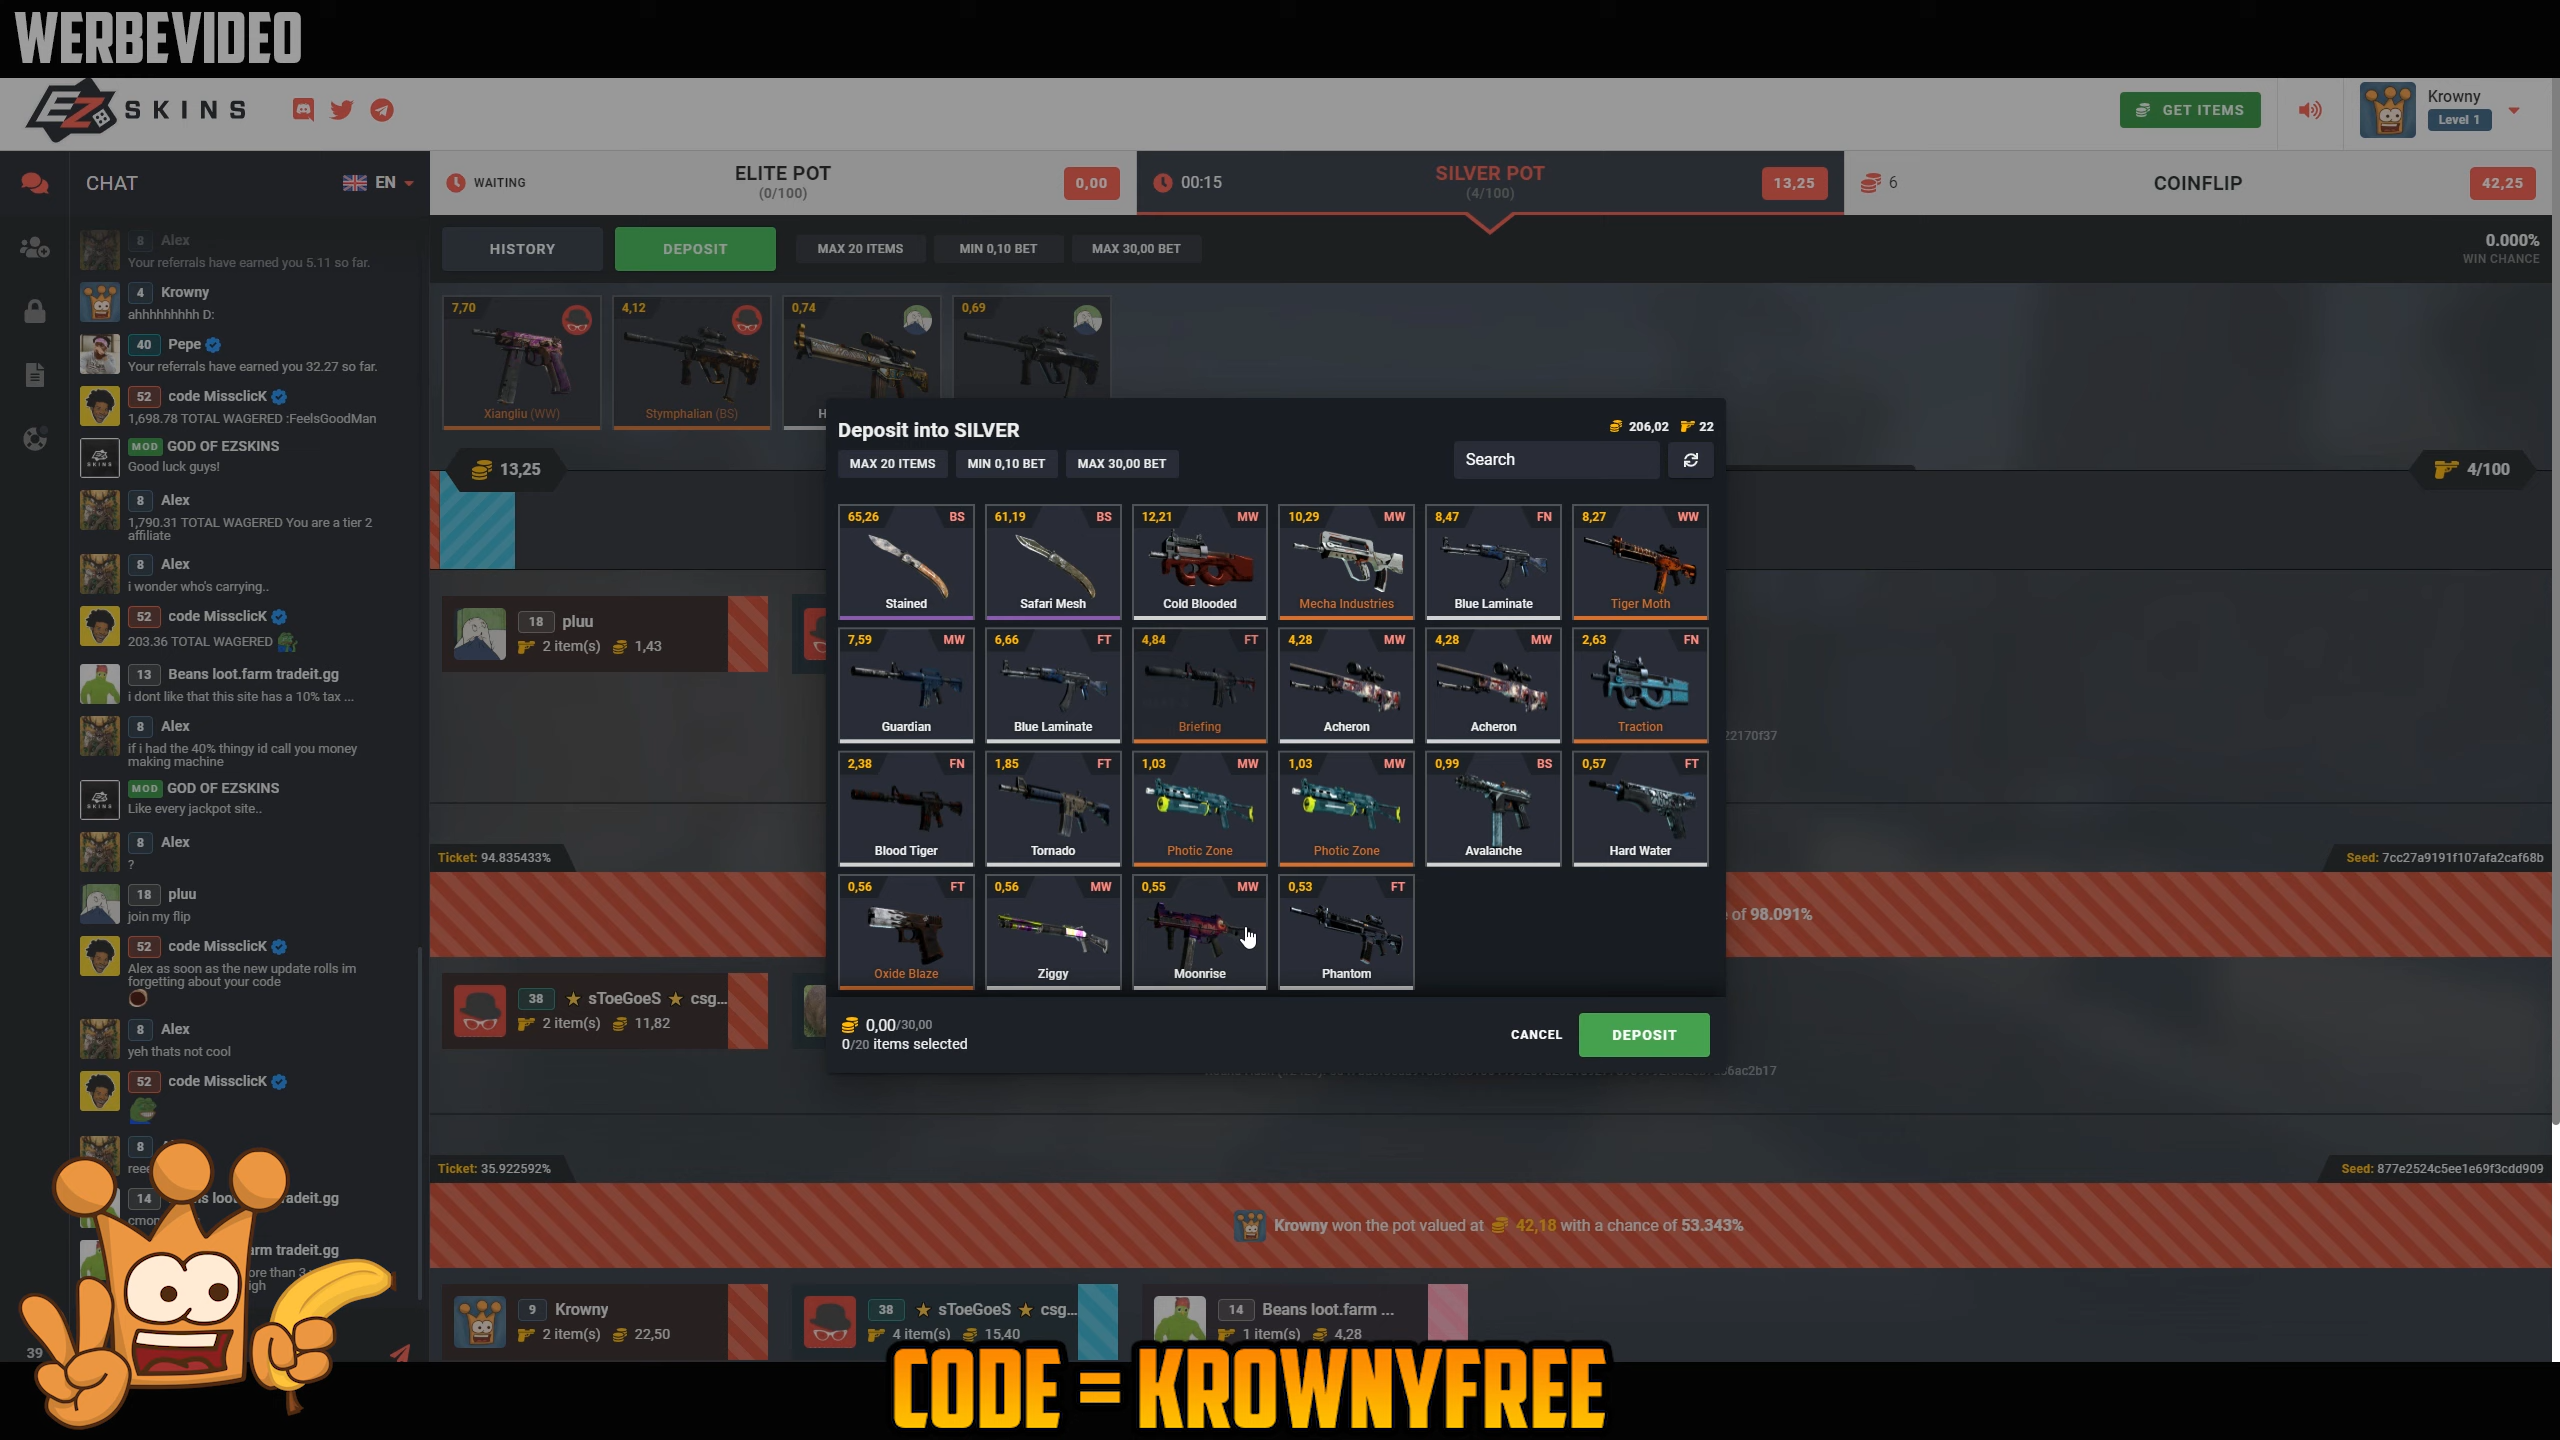 WERBEVIDEO
EZ SKINS
GET ITEMS
Krowny
Level 1
CHAT
EN
WAITING
ELITE POT
(0/100)
0,00
00:15
SILVER POT
(4/100)
13,25
6
COINFLIP
42,25
HISTORY
DEPOSIT
MAX 20 ITEMS
MIN 0,10 BET
MAX 30,00 BET
0.000%
WIN CHANCE
8 Alex
Your referrals have earned you 5.11 so far.
4 Krowny
ahhhhhhhhh D:
40 Pepe
Your referrals have earned you 32.27 so far.
52 code MissclicK
1,698.78 TOTAL WAGERED :FeelsGoodMan
MOD GOD OF EZSKINS
Good luck guys!
8 Alex
1,790.31 TOTAL WAGERED You are a tier 2
affiliate
8 Alex
i wonder who's carrying..
52 code MissclicK
203.36 TOTAL WAGERED
13 Beans loot.farm tradeit.gg
i dont like that this site has a 10% tax ...
8 Alex
if i had the 40% thingy id call you money
making machine
MOD GOD OF EZSKINS
Like every jackpot site..
8 Alex
?
18 pluu
join my flip
52 code MissclicK
Alex as soon as the new update rolls im
forgetting about your code
8 Alex
yeh thats not cool
52 code MissclicK
8
14
adeit.gg
arm tradeit.gg
ore than 3
39
7,70
Xiangliu (WW)
4,12
Stymphalian (BS)
0,74
H
0,69
13,25
4/100
18 pluu
2 item(s) 1,43
Deposit into SILVER
206,02 22
MAX 20 ITEMS
MIN 0,10 BET
MAX 30,00 BET
Search
65,26 BS
Stained
61,19 BS
Safari Mesh
12,21 MW
Cold Blooded
10,29 MW
Mecha Industries
8,47 FN
Blue Laminate
8,27 WW
Tiger Moth
7,59 MW
Guardian
6,66 FT
Blue Laminate
4,84 FT
Briefing
4,28 MW
Acheron
4,28 MW
Acheron
2,63 FN
Traction
2,38 FN
Blood Tiger
1,85 FT
Tornado
1,03 MW
Photic Zone
1,03 MW
Photic Zone
0,99 BS
Avalanche
0,57 FT
Hard Water
0,56 FT
Oxide Blaze
0,56 MW
Ziggy
0,55 MW
Moonrise
0,53 FT
Phantom
0,00/30,00
0/20 items selected
CANCEL
DEPOSIT
22170f37
Ticket: 94.835433%
Seed: 7cc27a9191f107afa2caf68b
of 98.091%
38 ★ sToeGoeS ★ csg...
2 item(s) 11,82
6ac2b17
Ticket: 35.922592%
Seed: 877e2524c5ee1e69f3cdd909
Krowny won the pot valued at 42,18 with a chance of 53.343%
9 Krowny
2 item(s) 22,50
38 ★ sToeGoeS ★ csg...
4 item(s) 15,40
14 Beans loot.farm ...
1 item(s) 4,28
CODE = KROWNYFREE